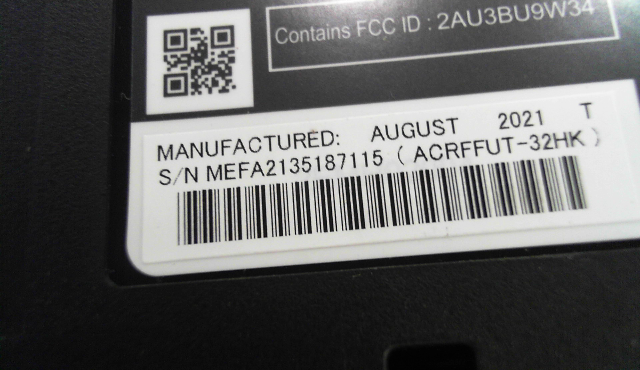 Contains FCC ID : 2AU3BU9W34
MANUFACTURED: AUGUST 2021 T
S/N MEFA2135187115 ( ACRFFUT-32HK )